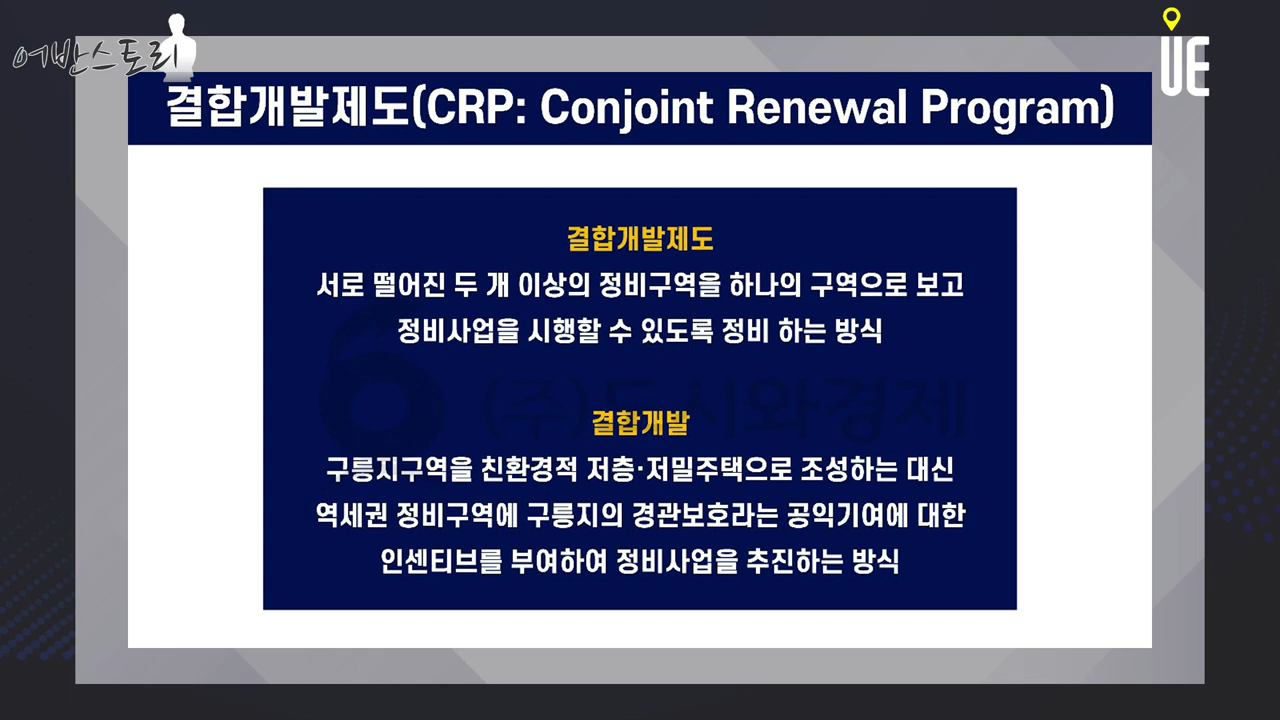 어반스토리
UE
결합개발제도(CRP: Conjoint Renewal Program)
결합개발제도
서로 떨어진 두 개 이상의 정비구역을 하나의 구역으로 보고
정비사업을 시행할 수 있도록 정비 하는 방식
(주)도시와경제
결합개발
구릉지구역을 친환경적 저층·저밀주택으로 조성하는 대신
역세권 정비구역에 구릉지의 경관보호라는 공익기여에 대한
인센티브를 부여하여 정비사업을 추진하는 방식